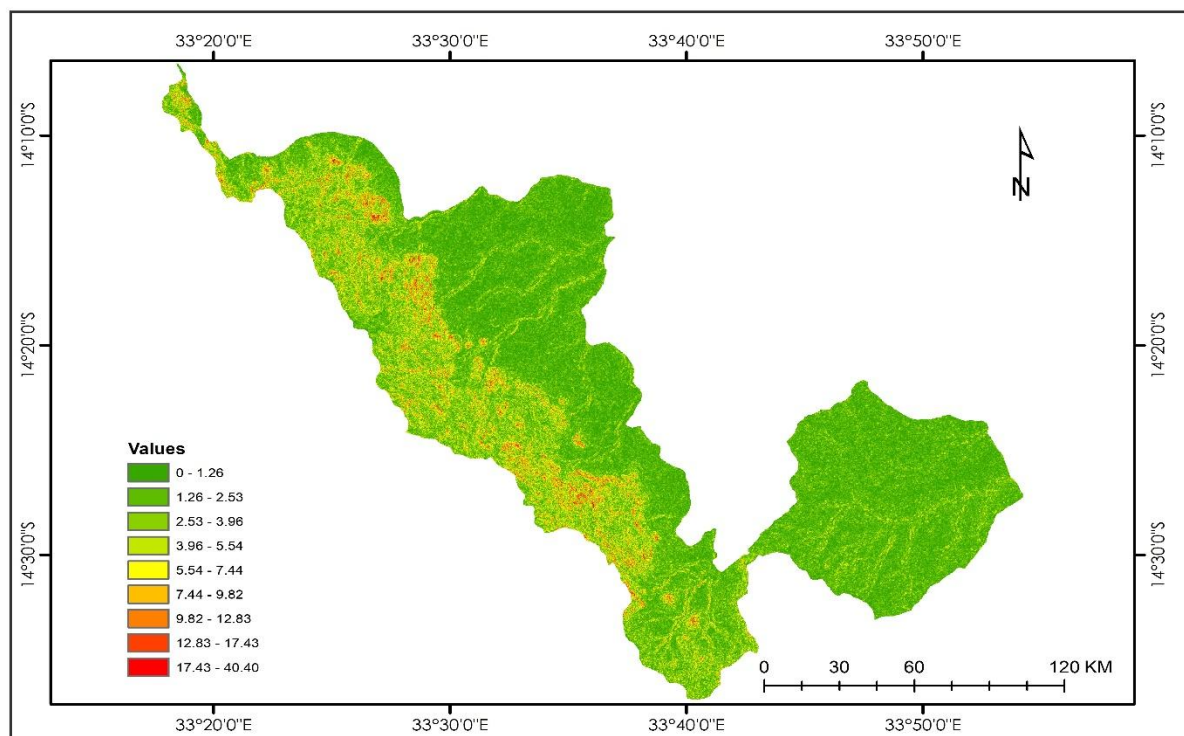 33°20'0"E 33°30'0"E 33°40'0"E 33°50'0"E
14°10'0"S 14°10'0"S
N
14°20'0"S 14°20'0"S
Values
0 - 1.26
1.26 - 2.53
2.53 - 3.96
3.96 - 5.54
5.54 - 7.44
7.44 - 9.82
9.82 - 12.83
12.83 - 17.43
17.43 - 40.40
14°30'0"S 14°30'0"S
0 30 60 120 KM
33°20'0"E 33°30'0"E 33°40'0"E 33°50'0"E